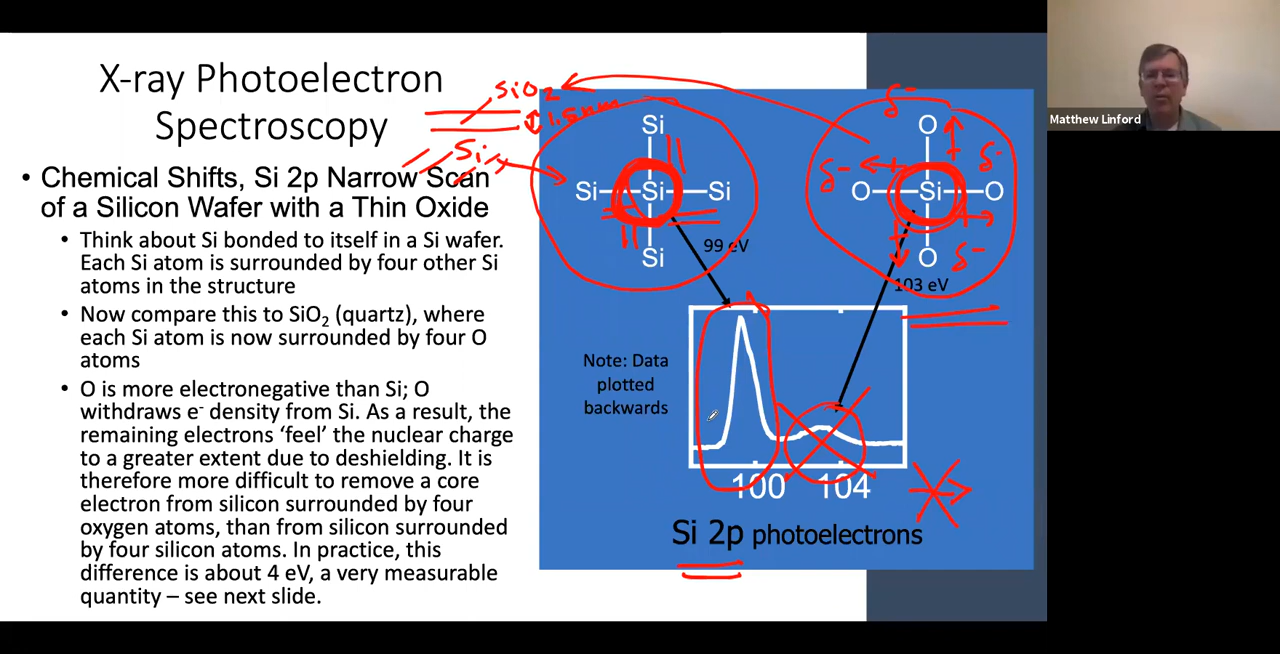 X-ray Photoelectron
Spectroscopy
• Chemical Shifts, Si 2p Narrow Scan
of a Silicon Wafer with a Thin Oxide
• Think about Si bonded to itself in a Si wafer.
Each Si atom is surrounded by four other Si
atoms in the structure
• Now compare this to SiO₂ (quartz), where
each Si atom is now surrounded by four O
atoms
• O is more electronegative than Si; O
withdraws e⁻ density from Si. As a result, the
remaining electrons ‘feel’ the nuclear charge
to a greater extent due to deshielding. It is
therefore more difficult to remove a core
electron from silicon surrounded by four
oxygen atoms, than from silicon surrounded
by four silicon atoms. In practice, this
difference is about 4 eV, a very measurable
quantity – see next slide.
SiO₂
1.8nm
Si
Si
Si—Si—Si
Si
99 eV
δ⁻
O
δ⁻
δ⁻
O—Si—O
O
δ⁻
103 eV
Note: Data
plotted
backwards
100 104
Si 2p photoelectrons
Matthew Linford